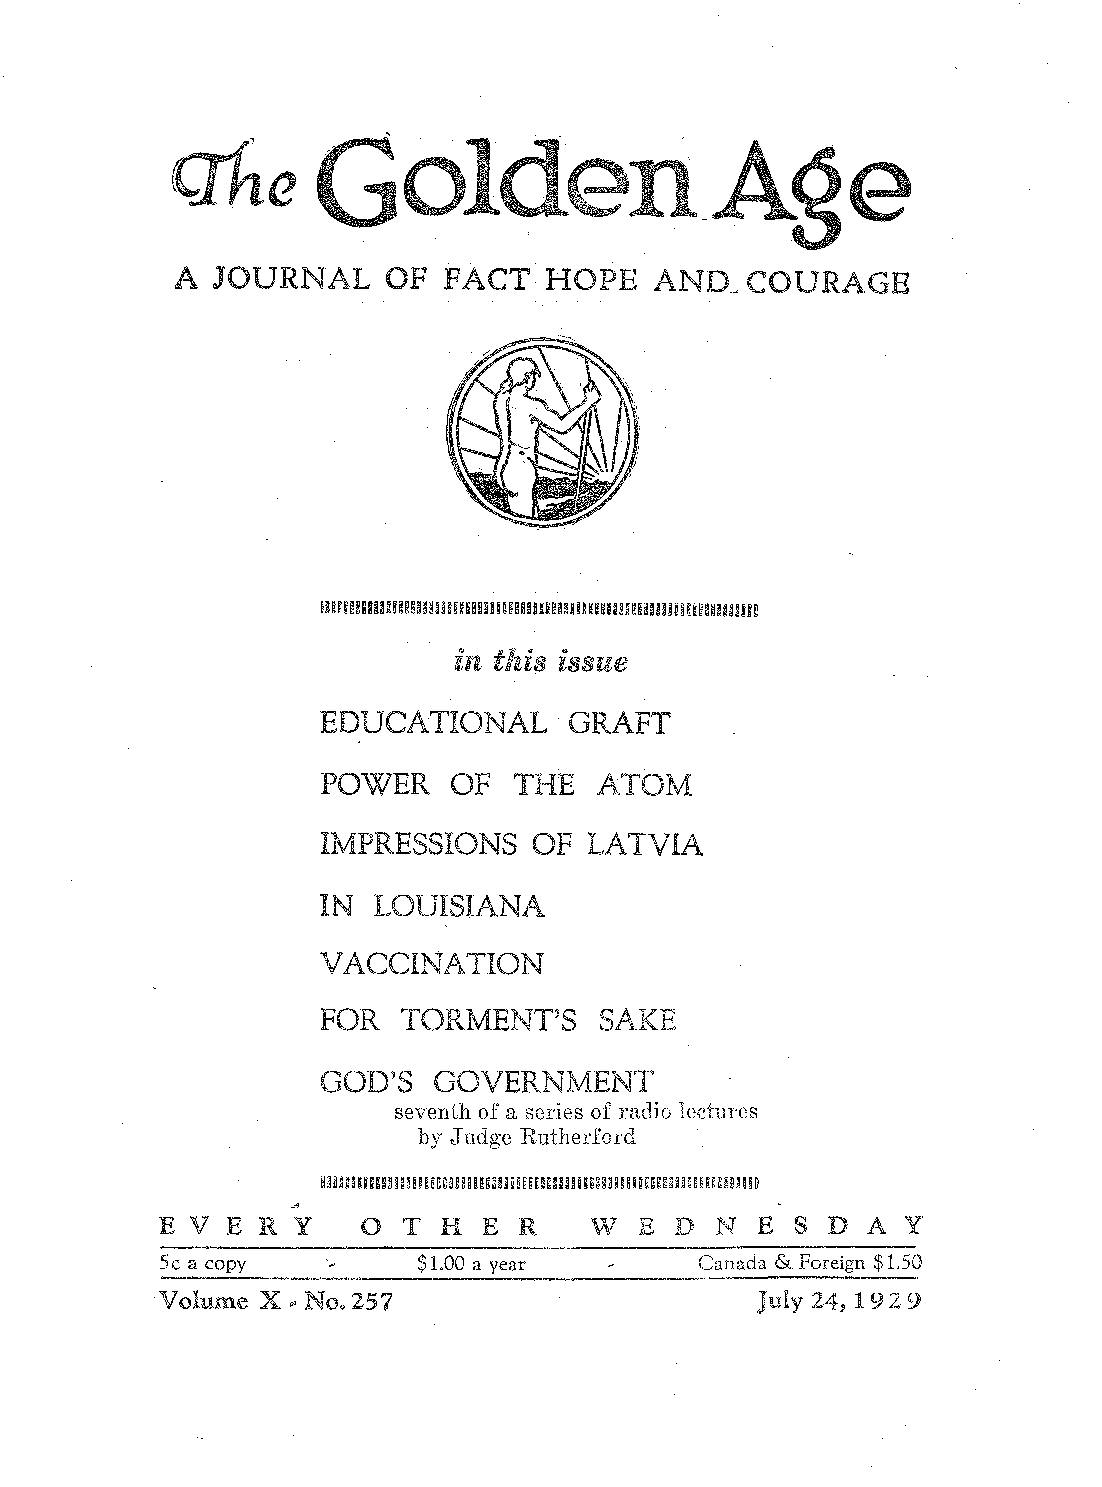 The Golden Age
A JOURNAL OF FACT HOPE AND COURAGE
in this issue
EDUCATIONAL GRAFT
POWER OF THE ATOM
IMPRESSIONS OF LATVIA
IN LOUISIANA
VACCINATION
FOR TORMENT'S SAKE
GOD'S GOVERNMENT
seventh of a series of radio lectures
by Judge Rutherford
EVERY OTHER WEDNESDAY
5c a copy - $1.00 a year - Canada & Foreign $1.50
Volume X - No. 257 July 24, 1929